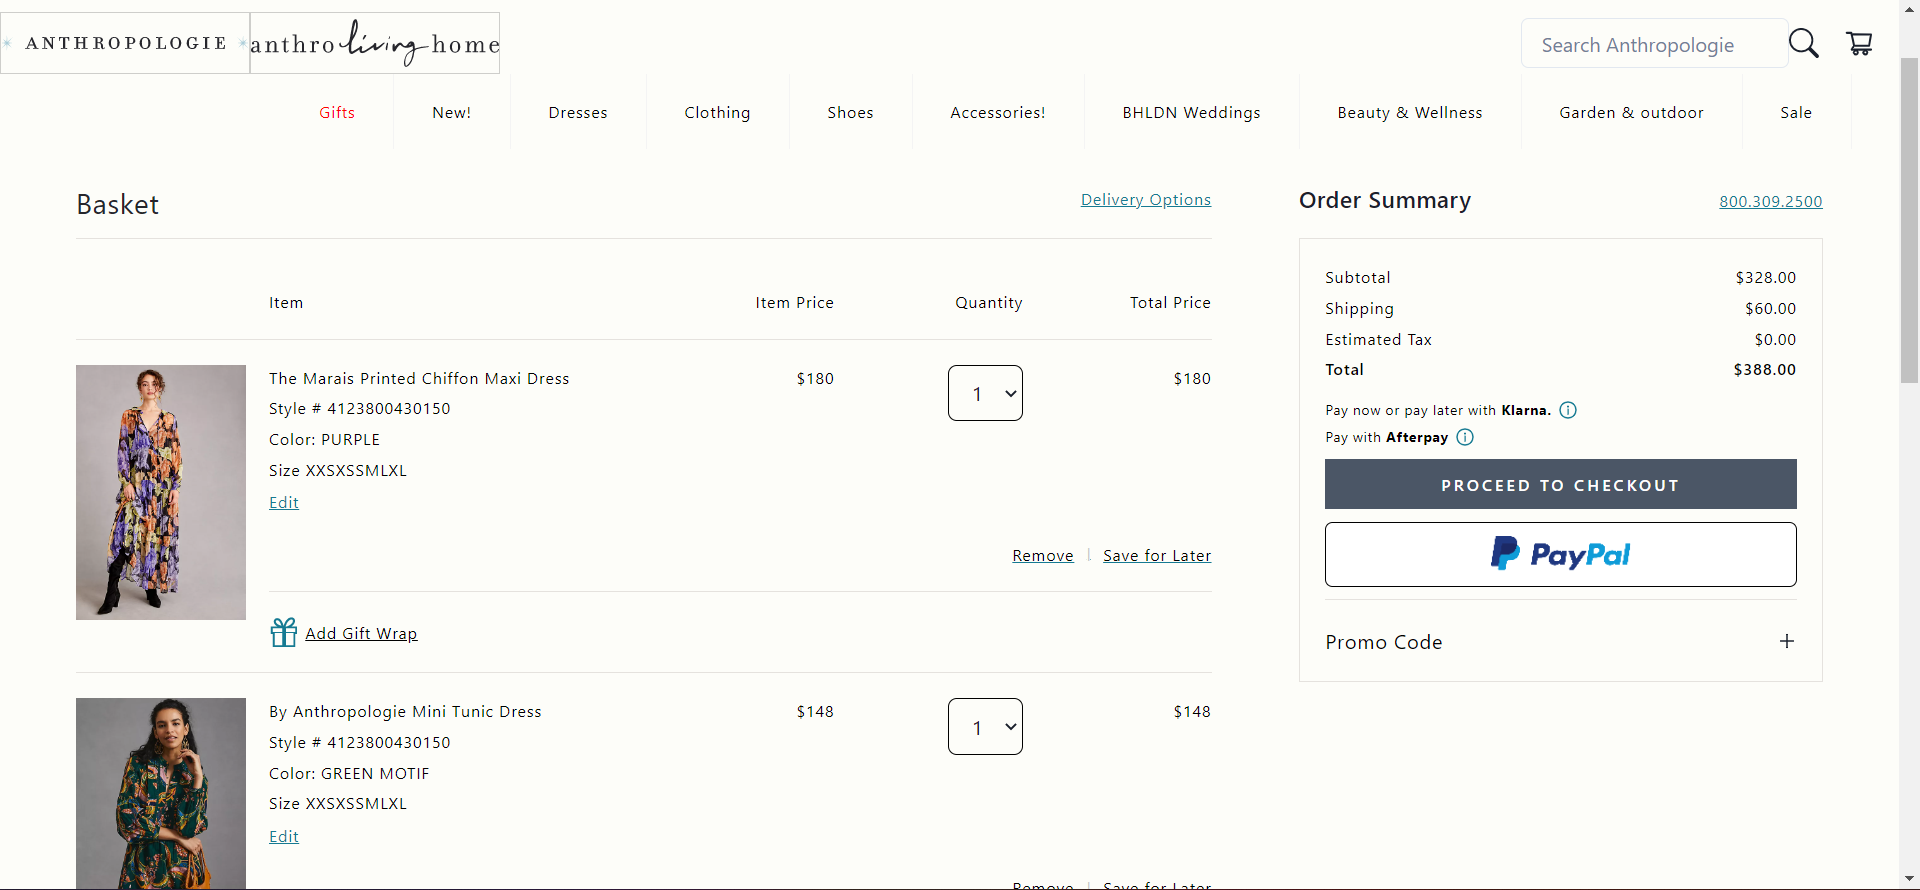 ANTHROPOLOGIE
anthro living home
Search Anthropologie
Gifts
New!
Dresses
Clothing
Shoes
Accessories!
BHLDN Weddings
Beauty & Wellness
Garden & outdoor
Sale
Basket
Delivery Options
Item
Item Price
Quantity
Total Price
The Marais Printed Chiffon Maxi Dress
$180
1
$180
Style # 4123800430150
Color: PURPLE
Size XXSXSSMLXL
Edit
Remove | Save for Later
Add Gift Wrap
By Anthropologie Mini Tunic Dress
$148
1
$148
Style # 4123800430150
Color: GREEN MOTIF
Size XXSXSSMLXL
Edit
Remove | Save for Later
Order Summary
800.309.2500
Subtotal $328.00
Shipping $60.00
Estimated Tax $0.00
Total $388.00
Pay now or pay later with Klarna.
Pay with Afterpay
PROCEED TO CHECKOUT
PayPal
Promo Code +